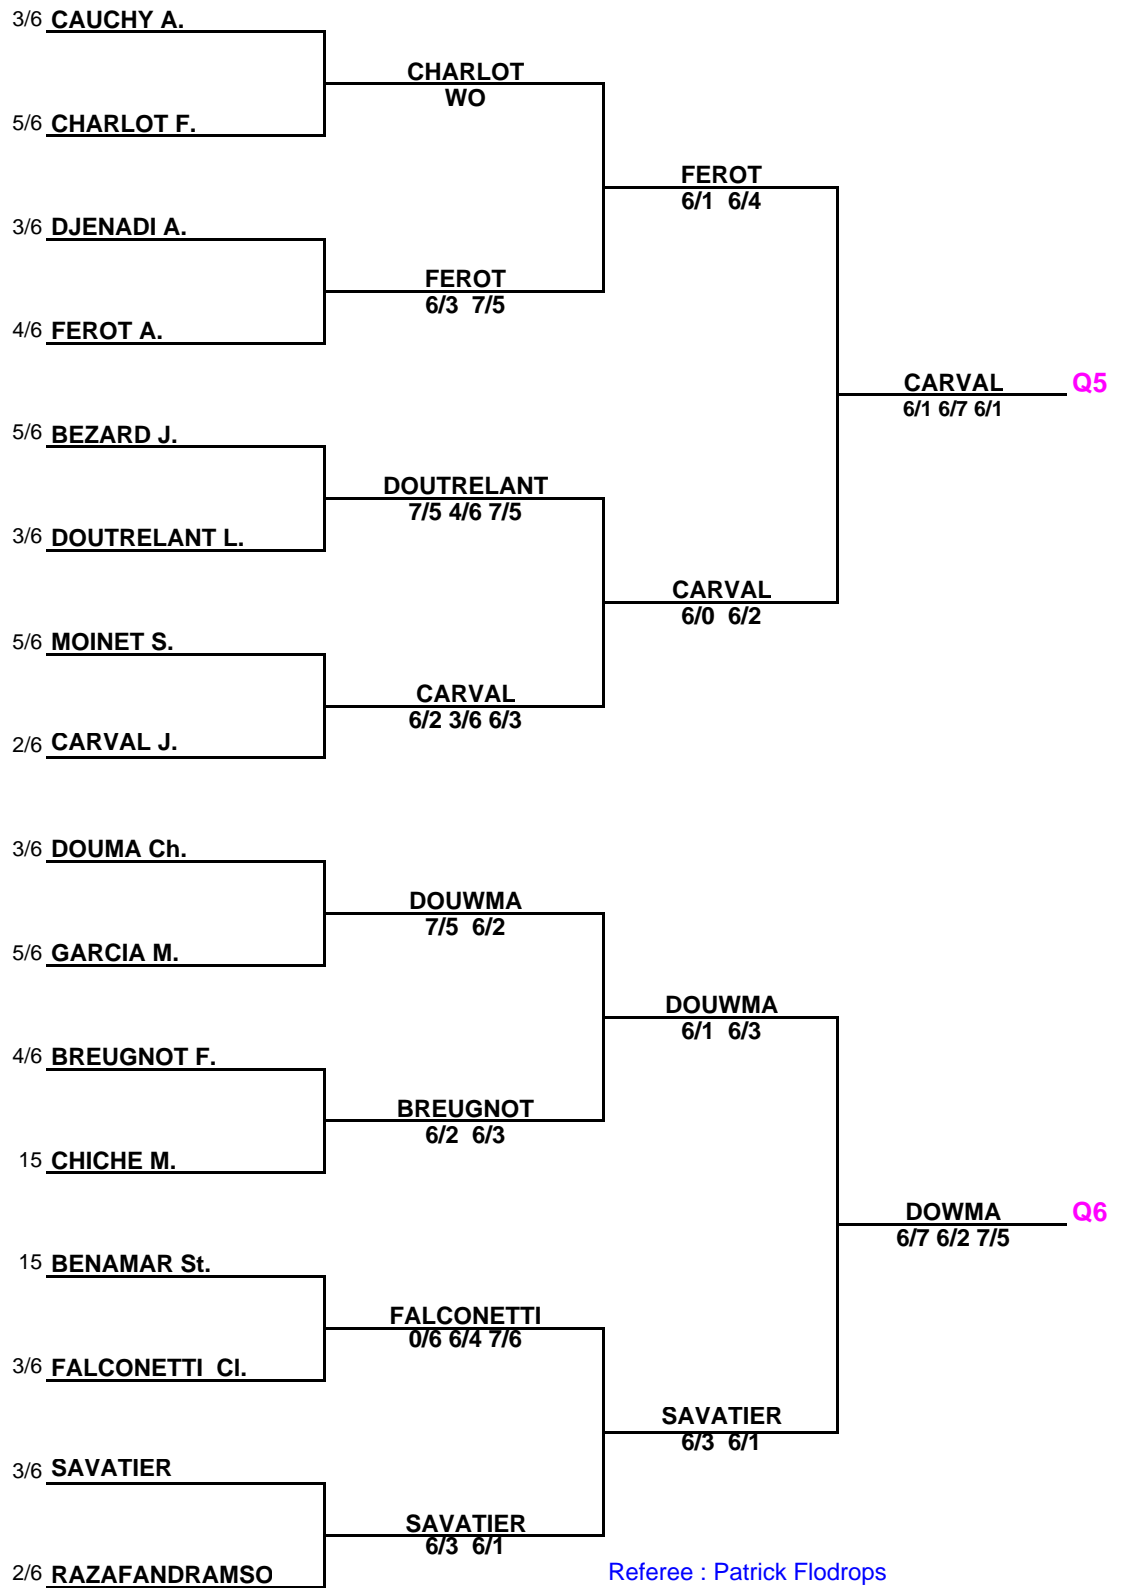 3/6 CAUCHY A.
CHARLOT
WO
5/6 CHARLOT F.
FEROT
6/1 6/4
3/6 DJENADI A.
FEROT
6/3 7/5
4/6 FEROT A.
CARVAL Q5
6/1 6/7 6/1
5/6 BEZARD J.
DOUTRELANT
7/5 4/6 7/5
3/6 DOUTRELANT L.
CARVAL
6/0 6/2
5/6 MOINET S.
CARVAL
6/2 3/6 6/3
2/6 CARVAL J.
3/6 DOUMA Ch.
DOUWMA
7/5 6/2
5/6 GARCIA M.
DOUWMA
6/1 6/3
4/6 BREUGNOT F.
BREUGNOT
6/2 6/3
15 CHICHE M.
DOWMA Q6
6/7 6/2 7/5
15 BENAMAR St.
FALCONETTI
0/6 6/4 7/6
3/6 FALCONETTI Cl.
SAVATIER
6/3 6/1
3/6 SAVATIER
SAVATIER
6/3 6/1
2/6 RAZAFANDRAMSO
Referee : Patrick Flodrops